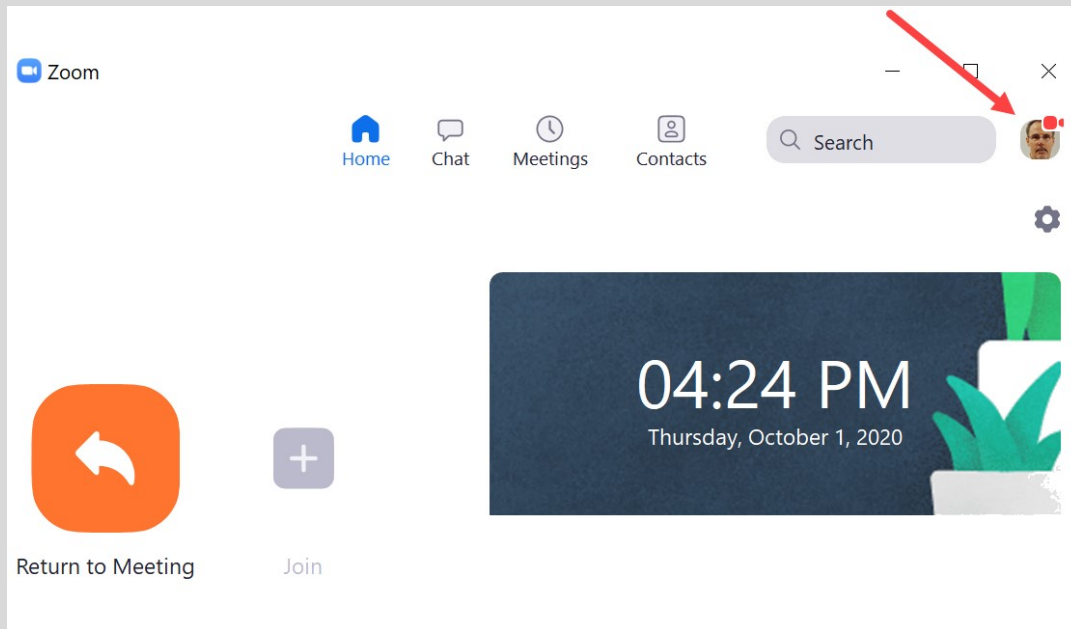 Zoom
Home Chat Meetings Contacts Search
04:24 PM
Thursday, October 1, 2020
Return to Meeting Join